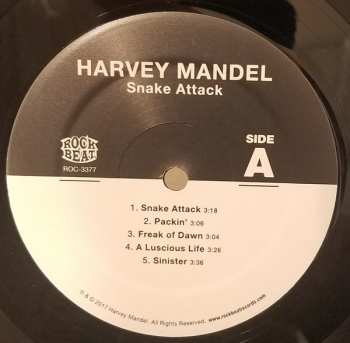 HARVEY MANDEL
Snake Attack
ROCK
BEAT
ROC-3377
SIDE
A
1. Snake Attack 3:18
2. Packin' 3:06
3. Freak of Dawn 3:04
4. A Luscious Life 3:26
5. Sinister 3:36
℗ & © 2017 Harvey Mandel. All Rights Reserved. www.rockbeatrecords.com